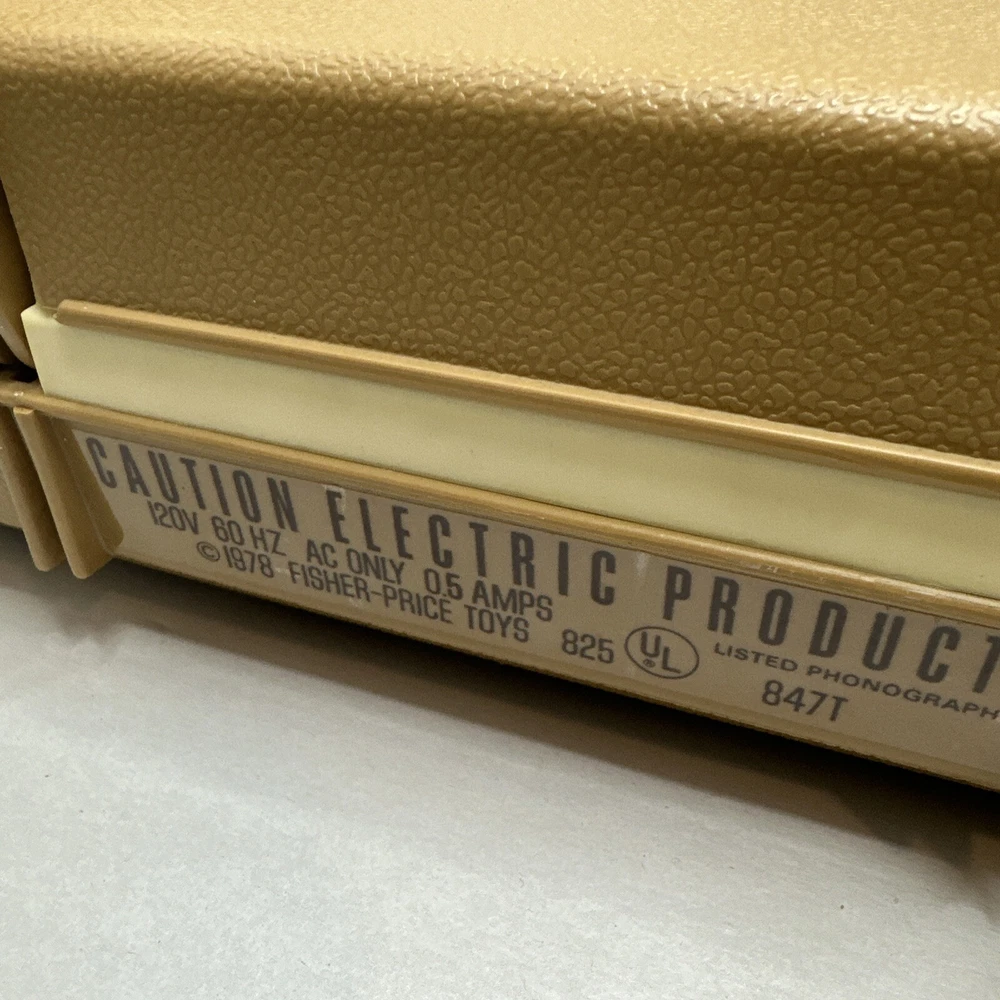 CAUTION ELECTRIC PRODUCT
120V 60 HZ AC ONLY 0.5 AMPS
©1978 FISHER-PRICE TOYS 825 UL® LISTED PHONOGRAPH
847T